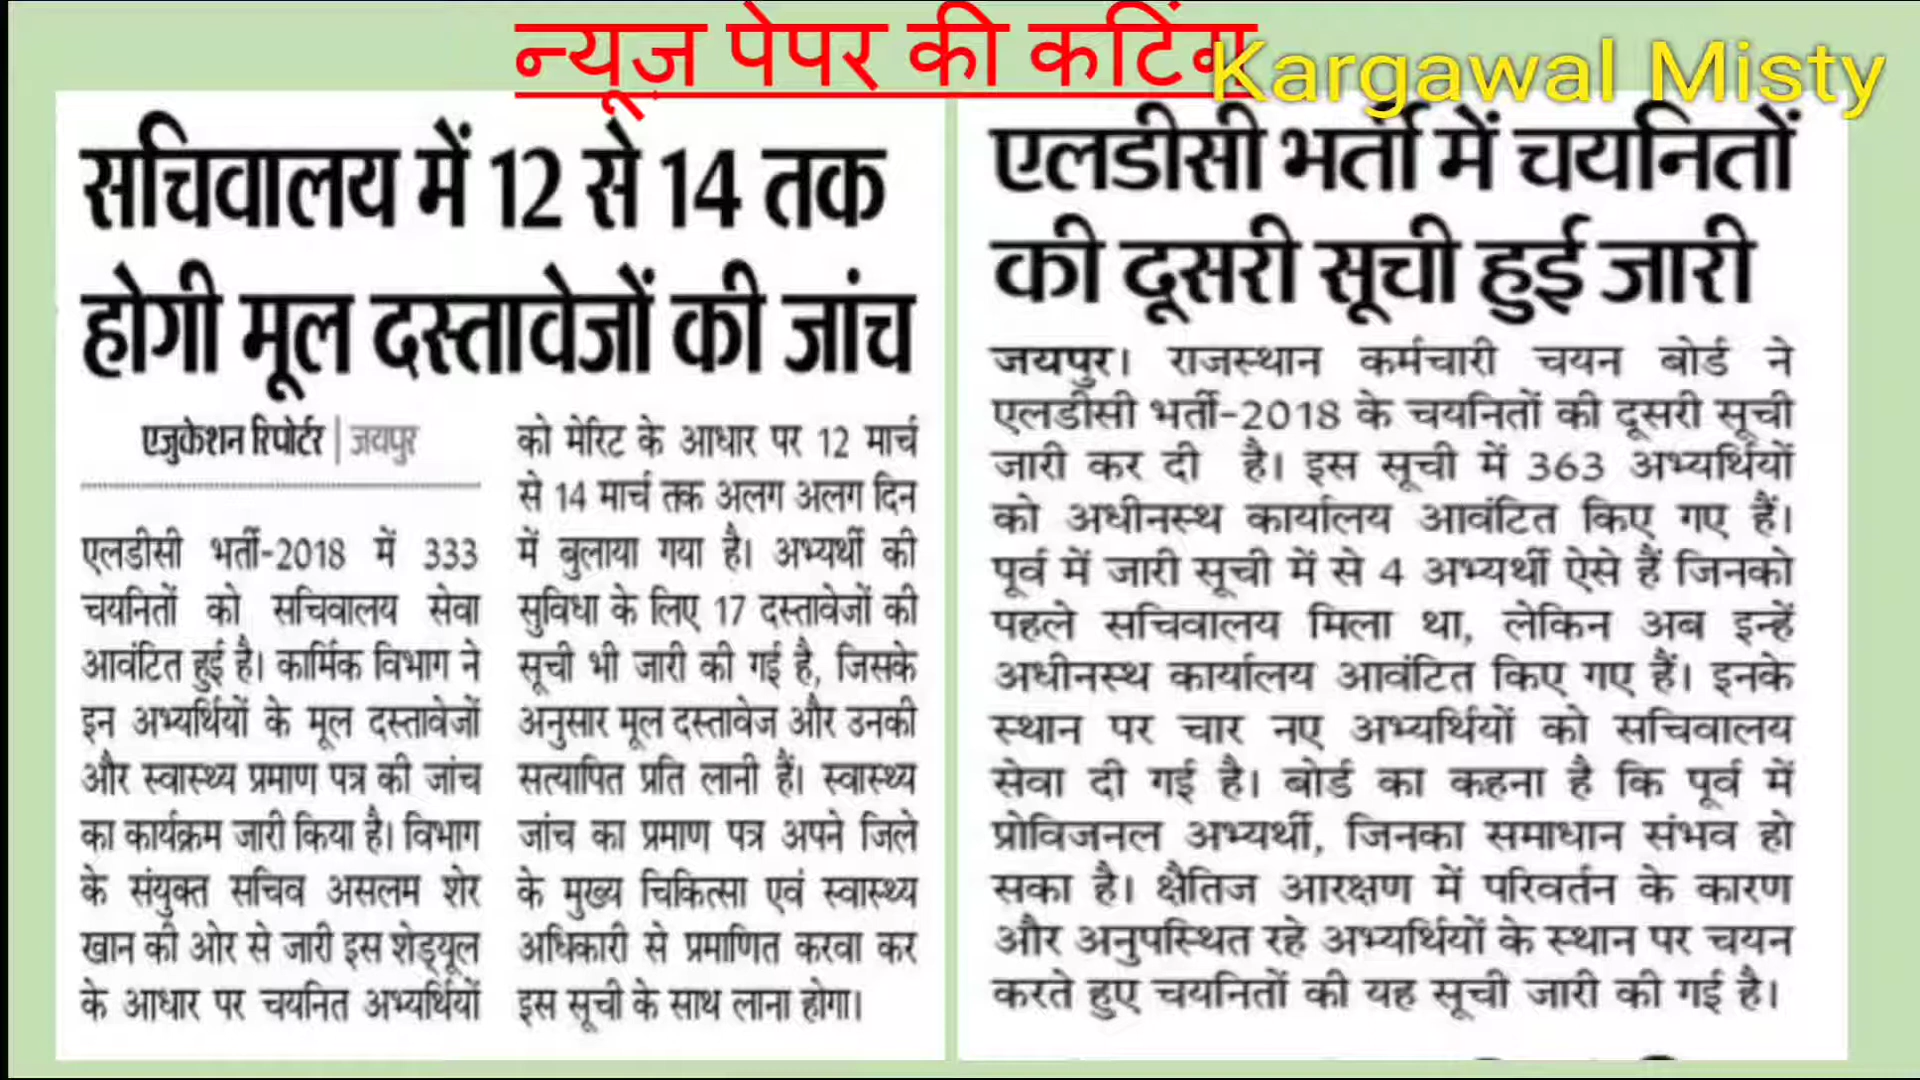 न्यूज़ पेपर की कटिंग
Kargawal Misty
सचिवालय में 12 से 14 तक
होगी मूल दस्तावेजों की जांच
एजुकेशन रिपोर्टर | जयपुर
एलडीसी भर्ती-2018 में 333
चयनितों को सचिवालय सेवा
आवंटित हुई है। कार्मिक विभाग ने
इन अभ्यर्थियों के मूल दस्तावेजों
और स्वास्थ्य प्रमाण पत्र की जांच
का कार्यक्रम जारी किया है। विभाग
के संयुक्त सचिव असलम शेर
खान की ओर से जारी इस शेड्यूल
के आधार पर चयनित अभ्यर्थियों
को मेरिट के आधार पर 12 मार्च
से 14 मार्च तक अलग अलग दिन
में बुलाया गया है। अभ्यर्थी की
सुविधा के लिए 17 दस्तावेजों की
सूची भी जारी की गई है, जिसके
अनुसार मूल दस्तावेज और उनकी
सत्यापित प्रति लानी हैं। स्वास्थ्य
जांच का प्रमाण पत्र अपने जिले
के मुख्य चिकित्सा एवं स्वास्थ्य
अधिकारी से प्रमाणित करवा कर
इस सूची के साथ लाना होगा।
एलडीसी भर्ती में चयनितों
की दूसरी सूची हुई जारी
जयपुर। राजस्थान कर्मचारी चयन बोर्ड ने
एलडीसी भर्ती-2018 के चयनितों की दूसरी सूची
जारी कर दी है। इस सूची में 363 अभ्यर्थियों
को अधीनस्थ कार्यालय आवंटित किए गए हैं।
पूर्व में जारी सूची में से 4 अभ्यर्थी ऐसे हैं जिनको
पहले सचिवालय मिला था, लेकिन अब इन्हें
अधीनस्थ कार्यालय आवंटित किए गए हैं। इनके
स्थान पर चार नए अभ्यर्थियों को सचिवालय
सेवा दी गई है। बोर्ड का कहना है कि पूर्व में
प्रोविजनल अभ्यर्थी, जिनका समाधान संभव हो
सका है। क्षैतिज आरक्षण में परिवर्तन के कारण
और अनुपस्थित रहे अभ्यर्थियों के स्थान पर चयन
करते हुए चयनितों की यह सूची जारी की गई है।